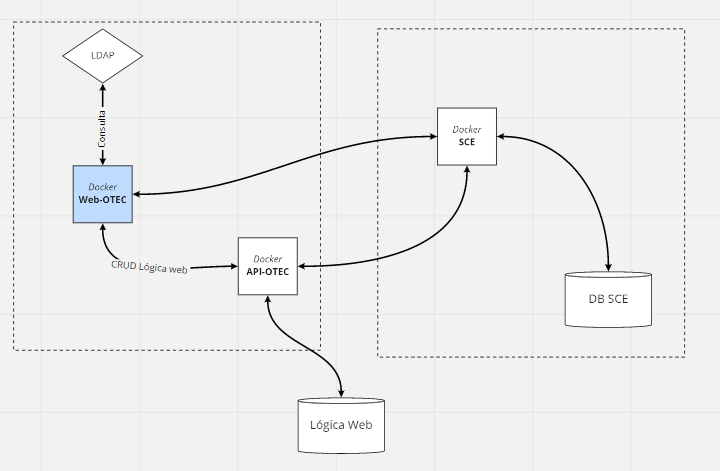 LDAP
Consulta
Docker
Web-OTEC
CRUD Lógica web
Docker
API-OTEC
Lógica Web
Docker
SCE
DB SCE